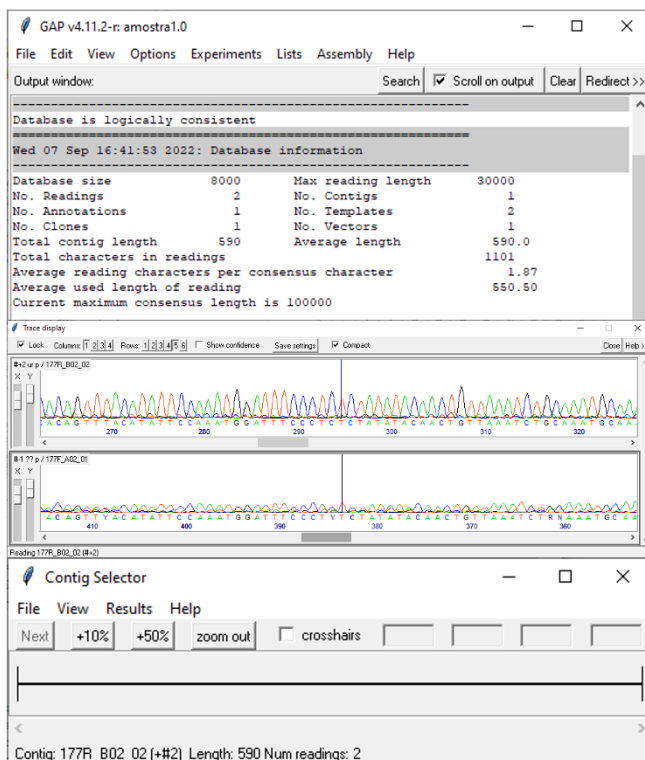 GAP v4.11.2-r: amostra1.0
File Edit View Options Experiments Lists Assembly Help
Output window: Search Scroll on output Clear Redirect >>
Database is logically consistent
Wed 07 Sep 16:41:53 2022: Database information
Database size 8000 Max reading length 30000
No. Readings 2 No. Contigs 1
No. Annotations 1 No. Templates 2
No. Clones 1 No. Vectors 1
Total contig length 590 Average length 590.0
Total characters in readings 1101
Average reading characters per consensus character 1.87
Average used length of reading 550.50
Current maximum consensus length is 100000
Trace display
Lock Columns: 1 2 3 4 Rows: 1 2 3 4 5 6 Show confidence Save settings Compact Close Help >
#+2 ur p / 177R_B02_02
X Y
ACAGTTTACATATTCCAAATGGATTTCCCTCTCTATATACAACTGTTAAATCTGCAAATGCAA
270 280 290 300 310 320
#-1 ?? p / 177F_A02_01
X Y
ACAGTTYACATATTCCAAATGGATTTCCCTYTCTATATACAACTGTTAAATCTRNAAATGCAA
410 400 390 380 370 360
Reading:177R_B02_02 (#+2)
Contig Selector
File View Results Help
Next +10% +50% zoom out crosshairs
Contig: 177R_B02_02 (+#2) Length: 590 Num readings: 2